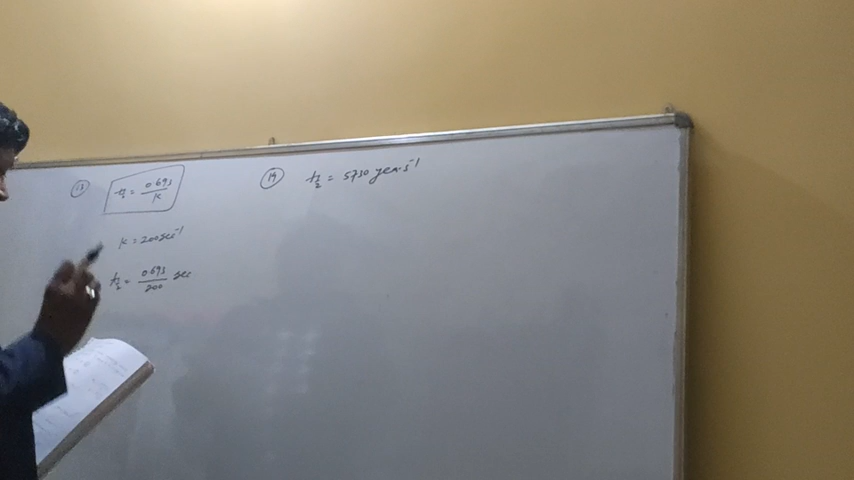 (13) t½ = 0.693/K
K = 200 sec⁻¹
t½ = 0.693/200 sec
(14) t½ = 5730 years⁻¹